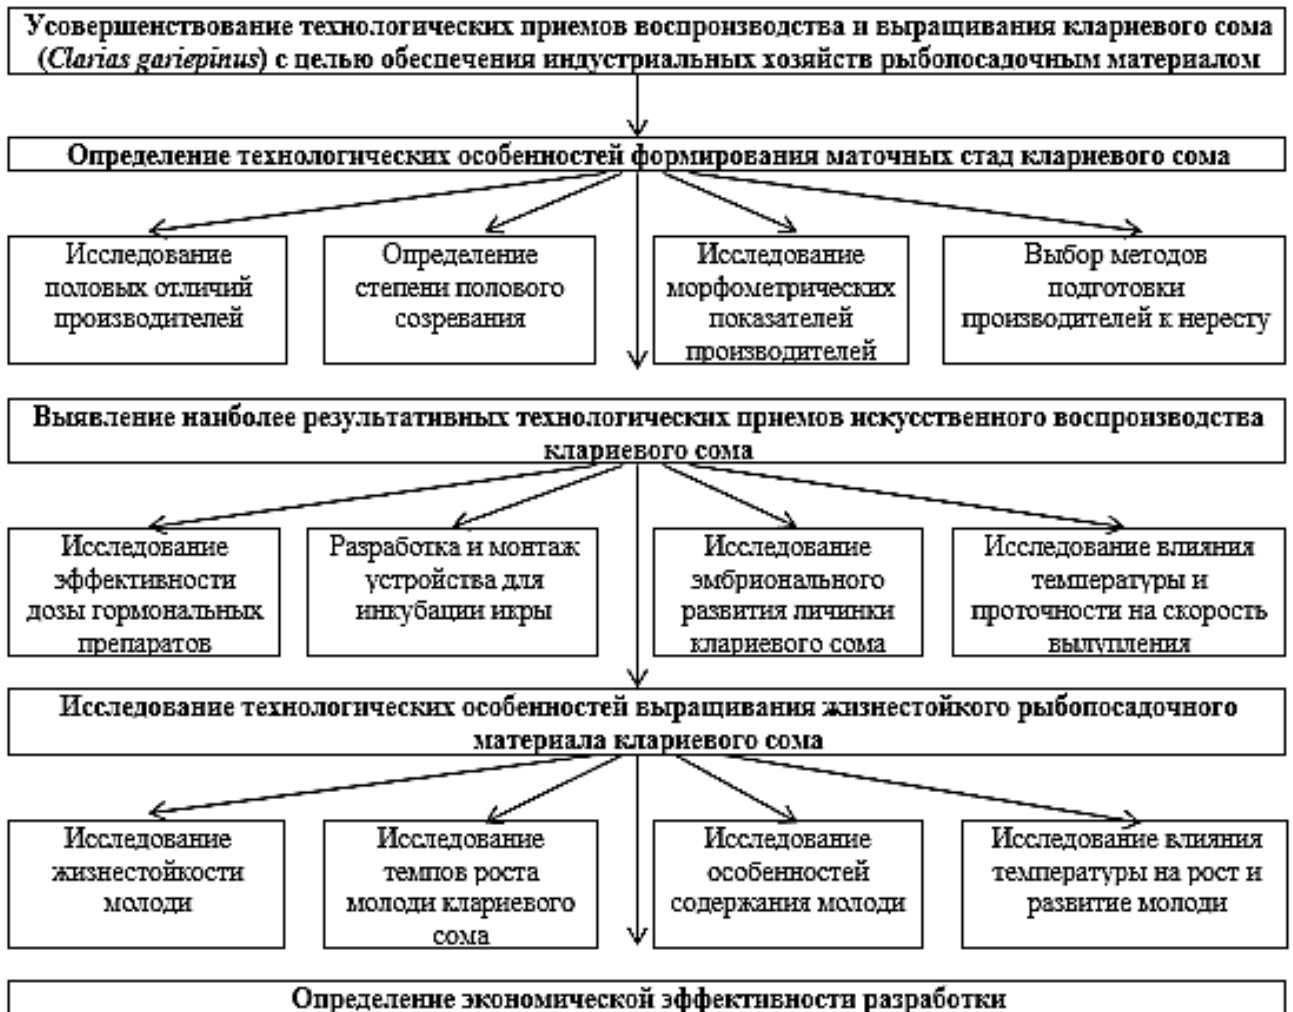 Усовершенствование технологических приемов воспроизводства и выращивания клариевого сома
(Clarias gariepinus) с целью обеспечения индустриальных хозяйств рыбопосадочным материалом
Определение технологических особенностей формирования маточных стад клариевого сома
Исследование
половых отличий
производителей
Определение
степени полового
созревания
Исследование
морфометрических
показателей
производителей
Выбор методов
подготовки
производителей к нересту
Выявление наиболее результативных технологических приемов искусственного воспроизводства
клариевого сома
Исследование
эффективности
дозы гормональных
препаратов
Разработка и монтаж
устройства для
инкубации икры
Исследование
эмбрионального
развития личинки
клариевого сома
Исследование влияния
температуры и
проточности на скорость
вылупления
Исследование технологических особенностей выращивания жизнестойкого рыбопосадочного
материала клариевого сома
Исследование
жизнестойкости
молоди
Исследование
темпов роста
молоди клариевого
сома
Исследование
особенностей
содержания молоди
Исследование влияния
температуры на рост и
развитие молоди
Определение экономической эффективности разработки